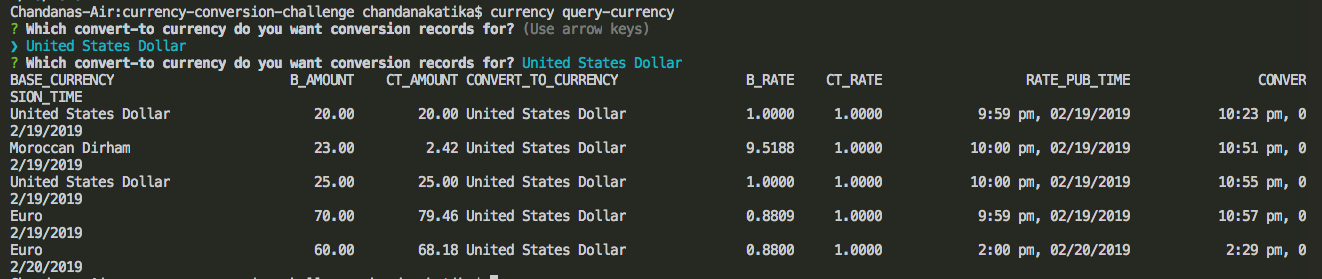 Chandanas-Air:currency-conversion-challenge chandanakatika$ currency query-currency
? Which convert-to currency do you want conversion records for? (Use arrow keys)
❯ United States Dollar
? Which convert-to currency do you want conversion records for? United States Dollar
BASE_CURRENCY B_AMOUNT CT_AMOUNT CONVERT_TO_CURRENCY B_RATE CT_RATE RATE_PUB_TIME CONVER
SION_TIME
United States Dollar 20.00 20.00 United States Dollar 1.0000 1.0000 9:59 pm, 02/19/2019 10:23 pm, 0
2/19/2019
Moroccan Dirham 23.00 2.42 United States Dollar 9.5188 1.0000 10:00 pm, 02/19/2019 10:51 pm, 0
2/19/2019
United States Dollar 25.00 25.00 United States Dollar 1.0000 1.0000 10:00 pm, 02/19/2019 10:55 pm, 0
2/19/2019
Euro 70.00 79.46 United States Dollar 0.8809 1.0000 9:59 pm, 02/19/2019 10:57 pm, 0
2/19/2019
Euro 60.00 68.18 United States Dollar 0.8800 1.0000 2:00 pm, 02/20/2019 2:29 pm, 0
2/20/2019